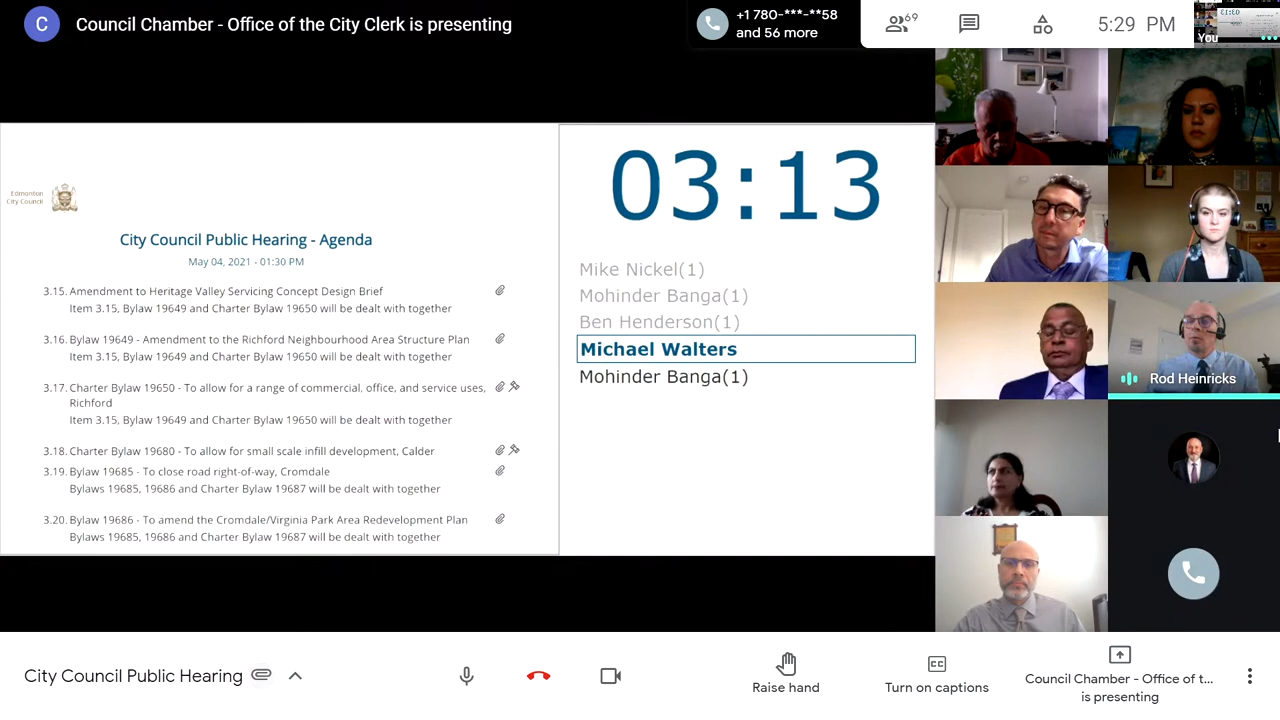 C
Council Chamber - Office of the City Clerk is presenting
+1 780-***-**58
and 56 more
69
5:29 PM
You
Edmonton
City Council
City Council Public Hearing - Agenda
May 04, 2021 - 01:30 PM
3.15. Amendment to Heritage Valley Servicing Concept Design Brief
Item 3.15, Bylaw 19649 and Charter Bylaw 19650 will be dealt with together
3.16. Bylaw 19649 - Amendment to the Richford Neighbourhood Area Structure Plan
Item 3.15, Bylaw 19649 and Charter Bylaw 19650 will be dealt with together
3.17. Charter Bylaw 19650 - To allow for a range of commercial, office, and service uses,
Richford
Item 3.15, Bylaw 19649 and Charter Bylaw 19650 will be dealt with together
3.18. Charter Bylaw 19680 - To allow for small scale infill development, Calder
3.19. Bylaw 19685 - To close road right-of-way, Cromdale
Bylaws 19685, 19686 and Charter Bylaw 19687 will be dealt with together
3.20. Bylaw 19686 - To amend the Cromdale/Virginia Park Area Redevelopment Plan
Bylaws 19685, 19686 and Charter Bylaw 19687 will be dealt with together
03:13
Mike Nickel(1)
Mohinder Banga(1)
Ben Henderson(1)
Michael Walters
Mohinder Banga(1)
Rod Heinricks
City Council Public Hearing
Raise hand
CC
Turn on captions
Council Chamber - Office of t...
is presenting